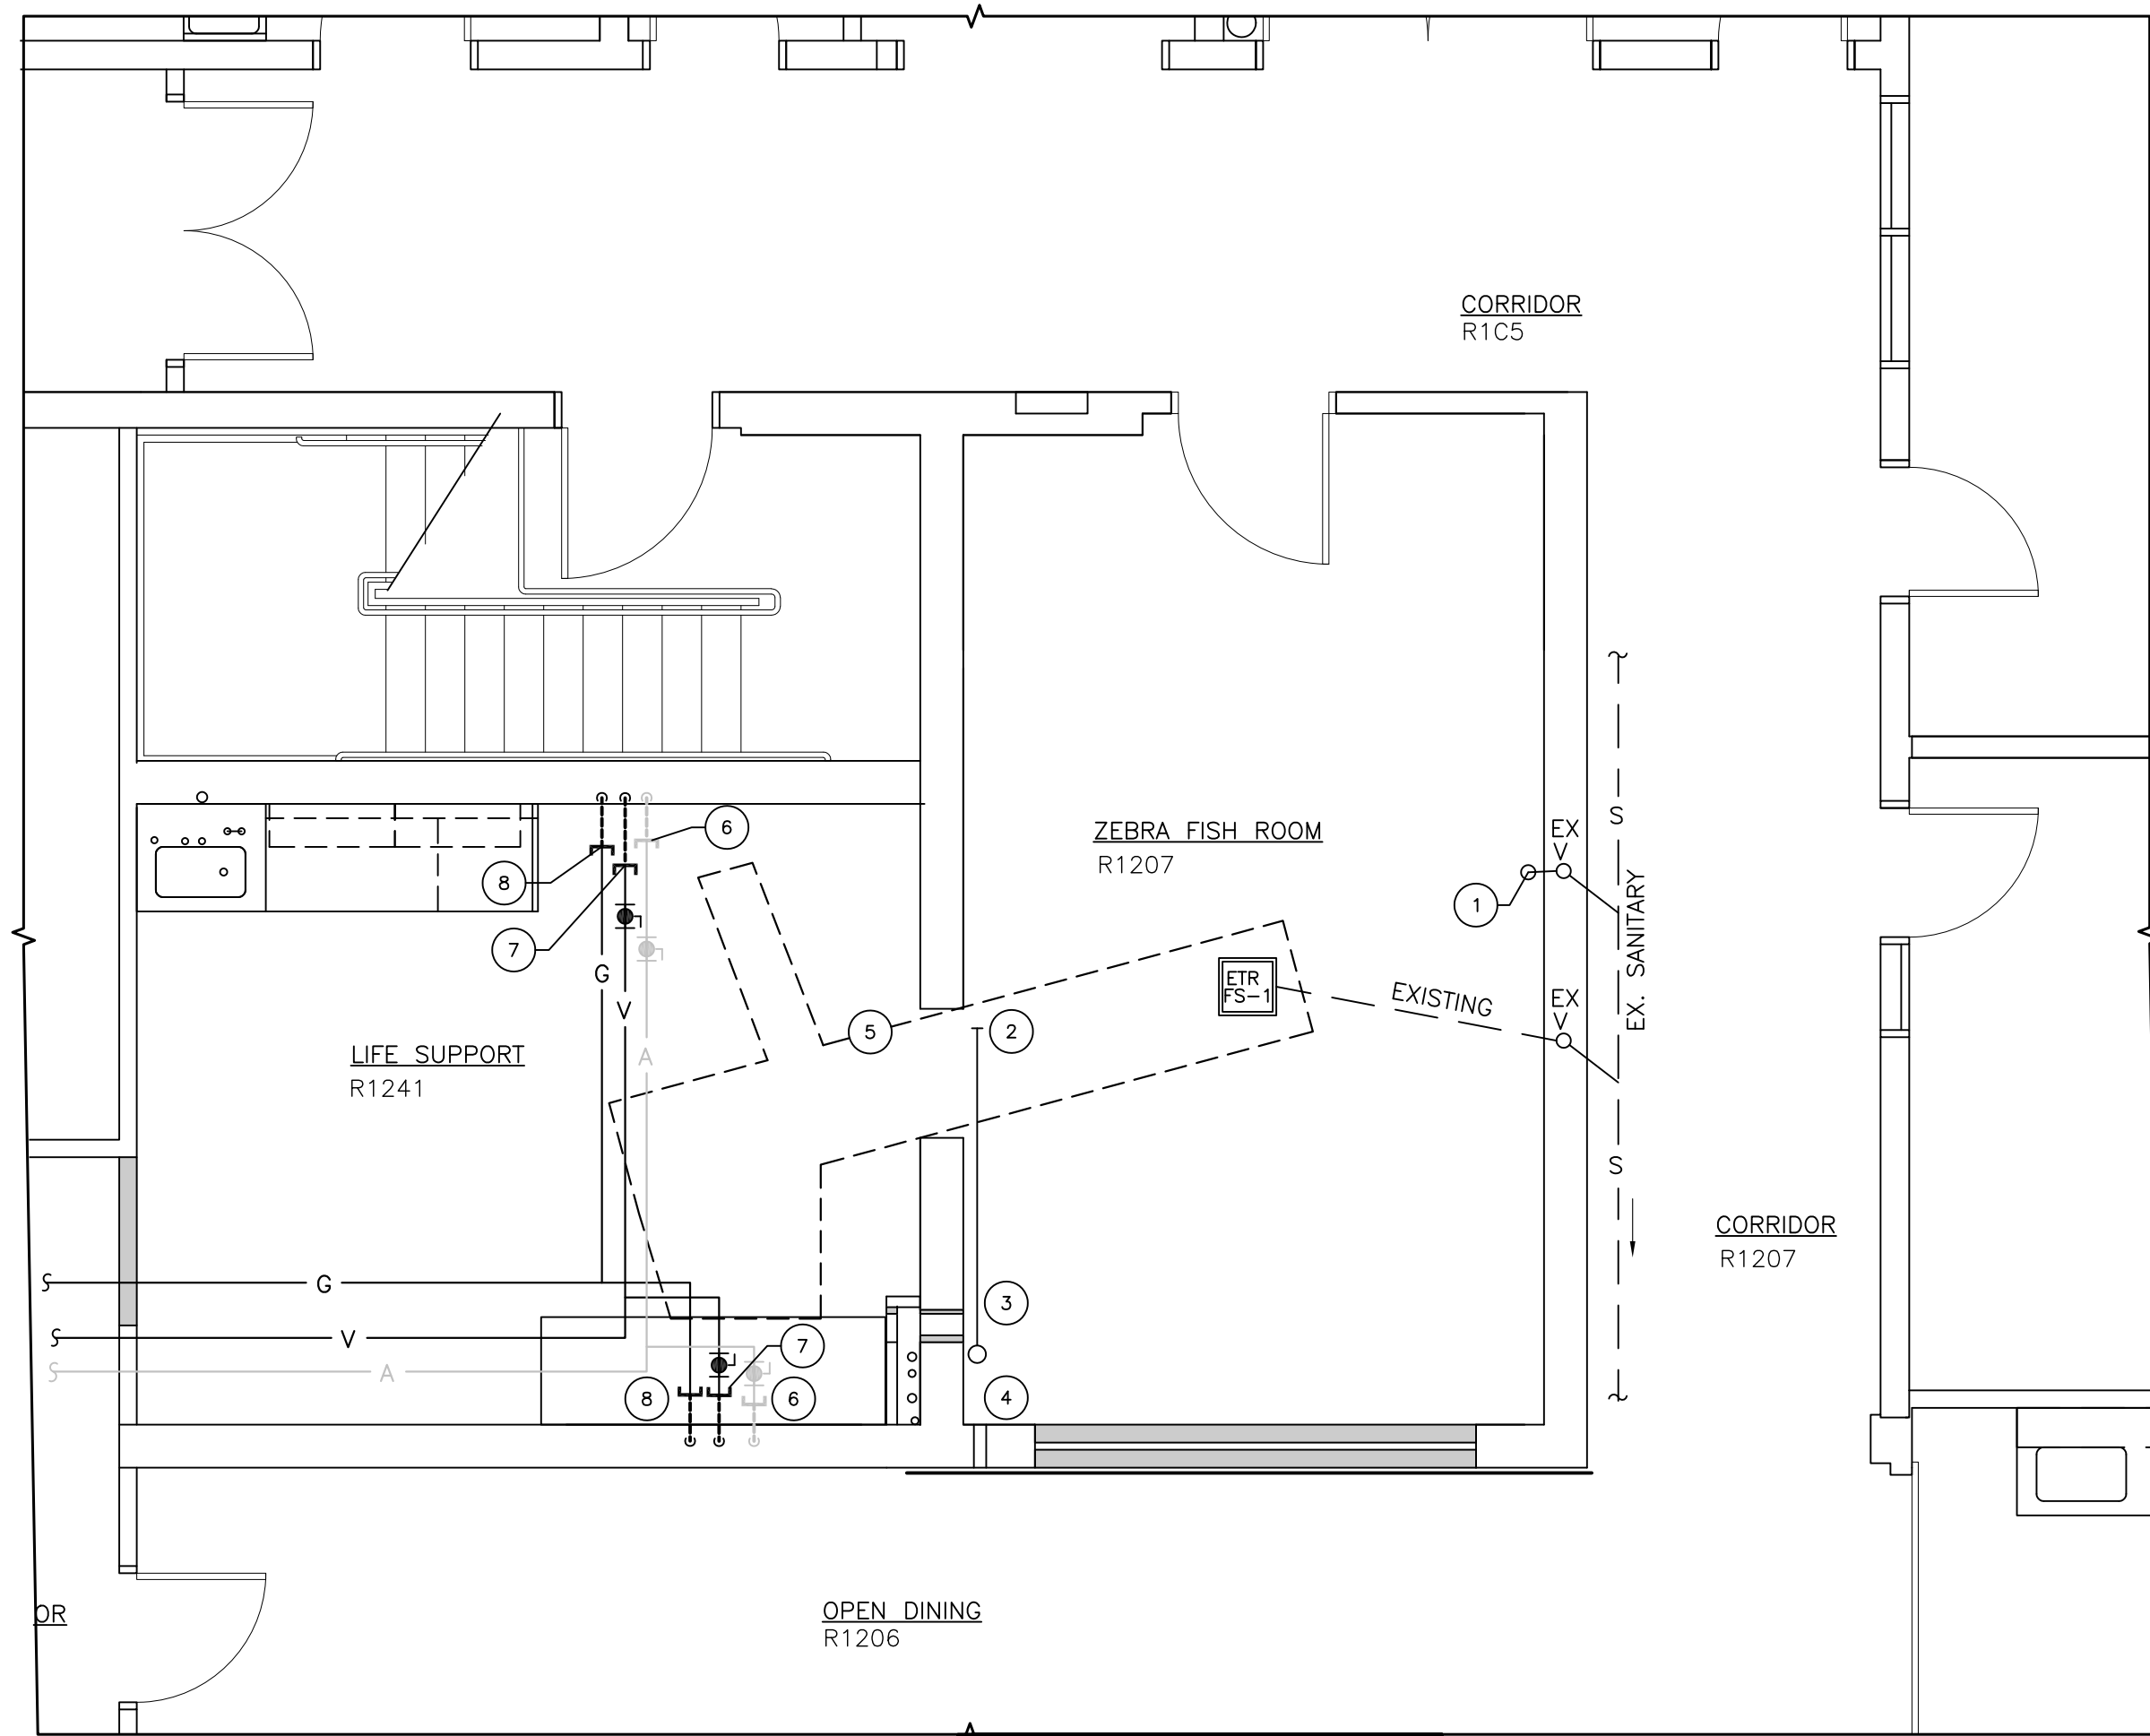 CORRIDOR
R1C5
ZEBRA FISH ROOM
R1207
6
8
7
EX
V
1
S
EX. SANITARY
G
V
A
ETR
FS-1
EXISTING
EX
V
5
2
LIFE SUPPORT
R1241
S
CORRIDOR
R1207
G
V
A
3
7
8
6
4
OPEN DINING
R1206
OR